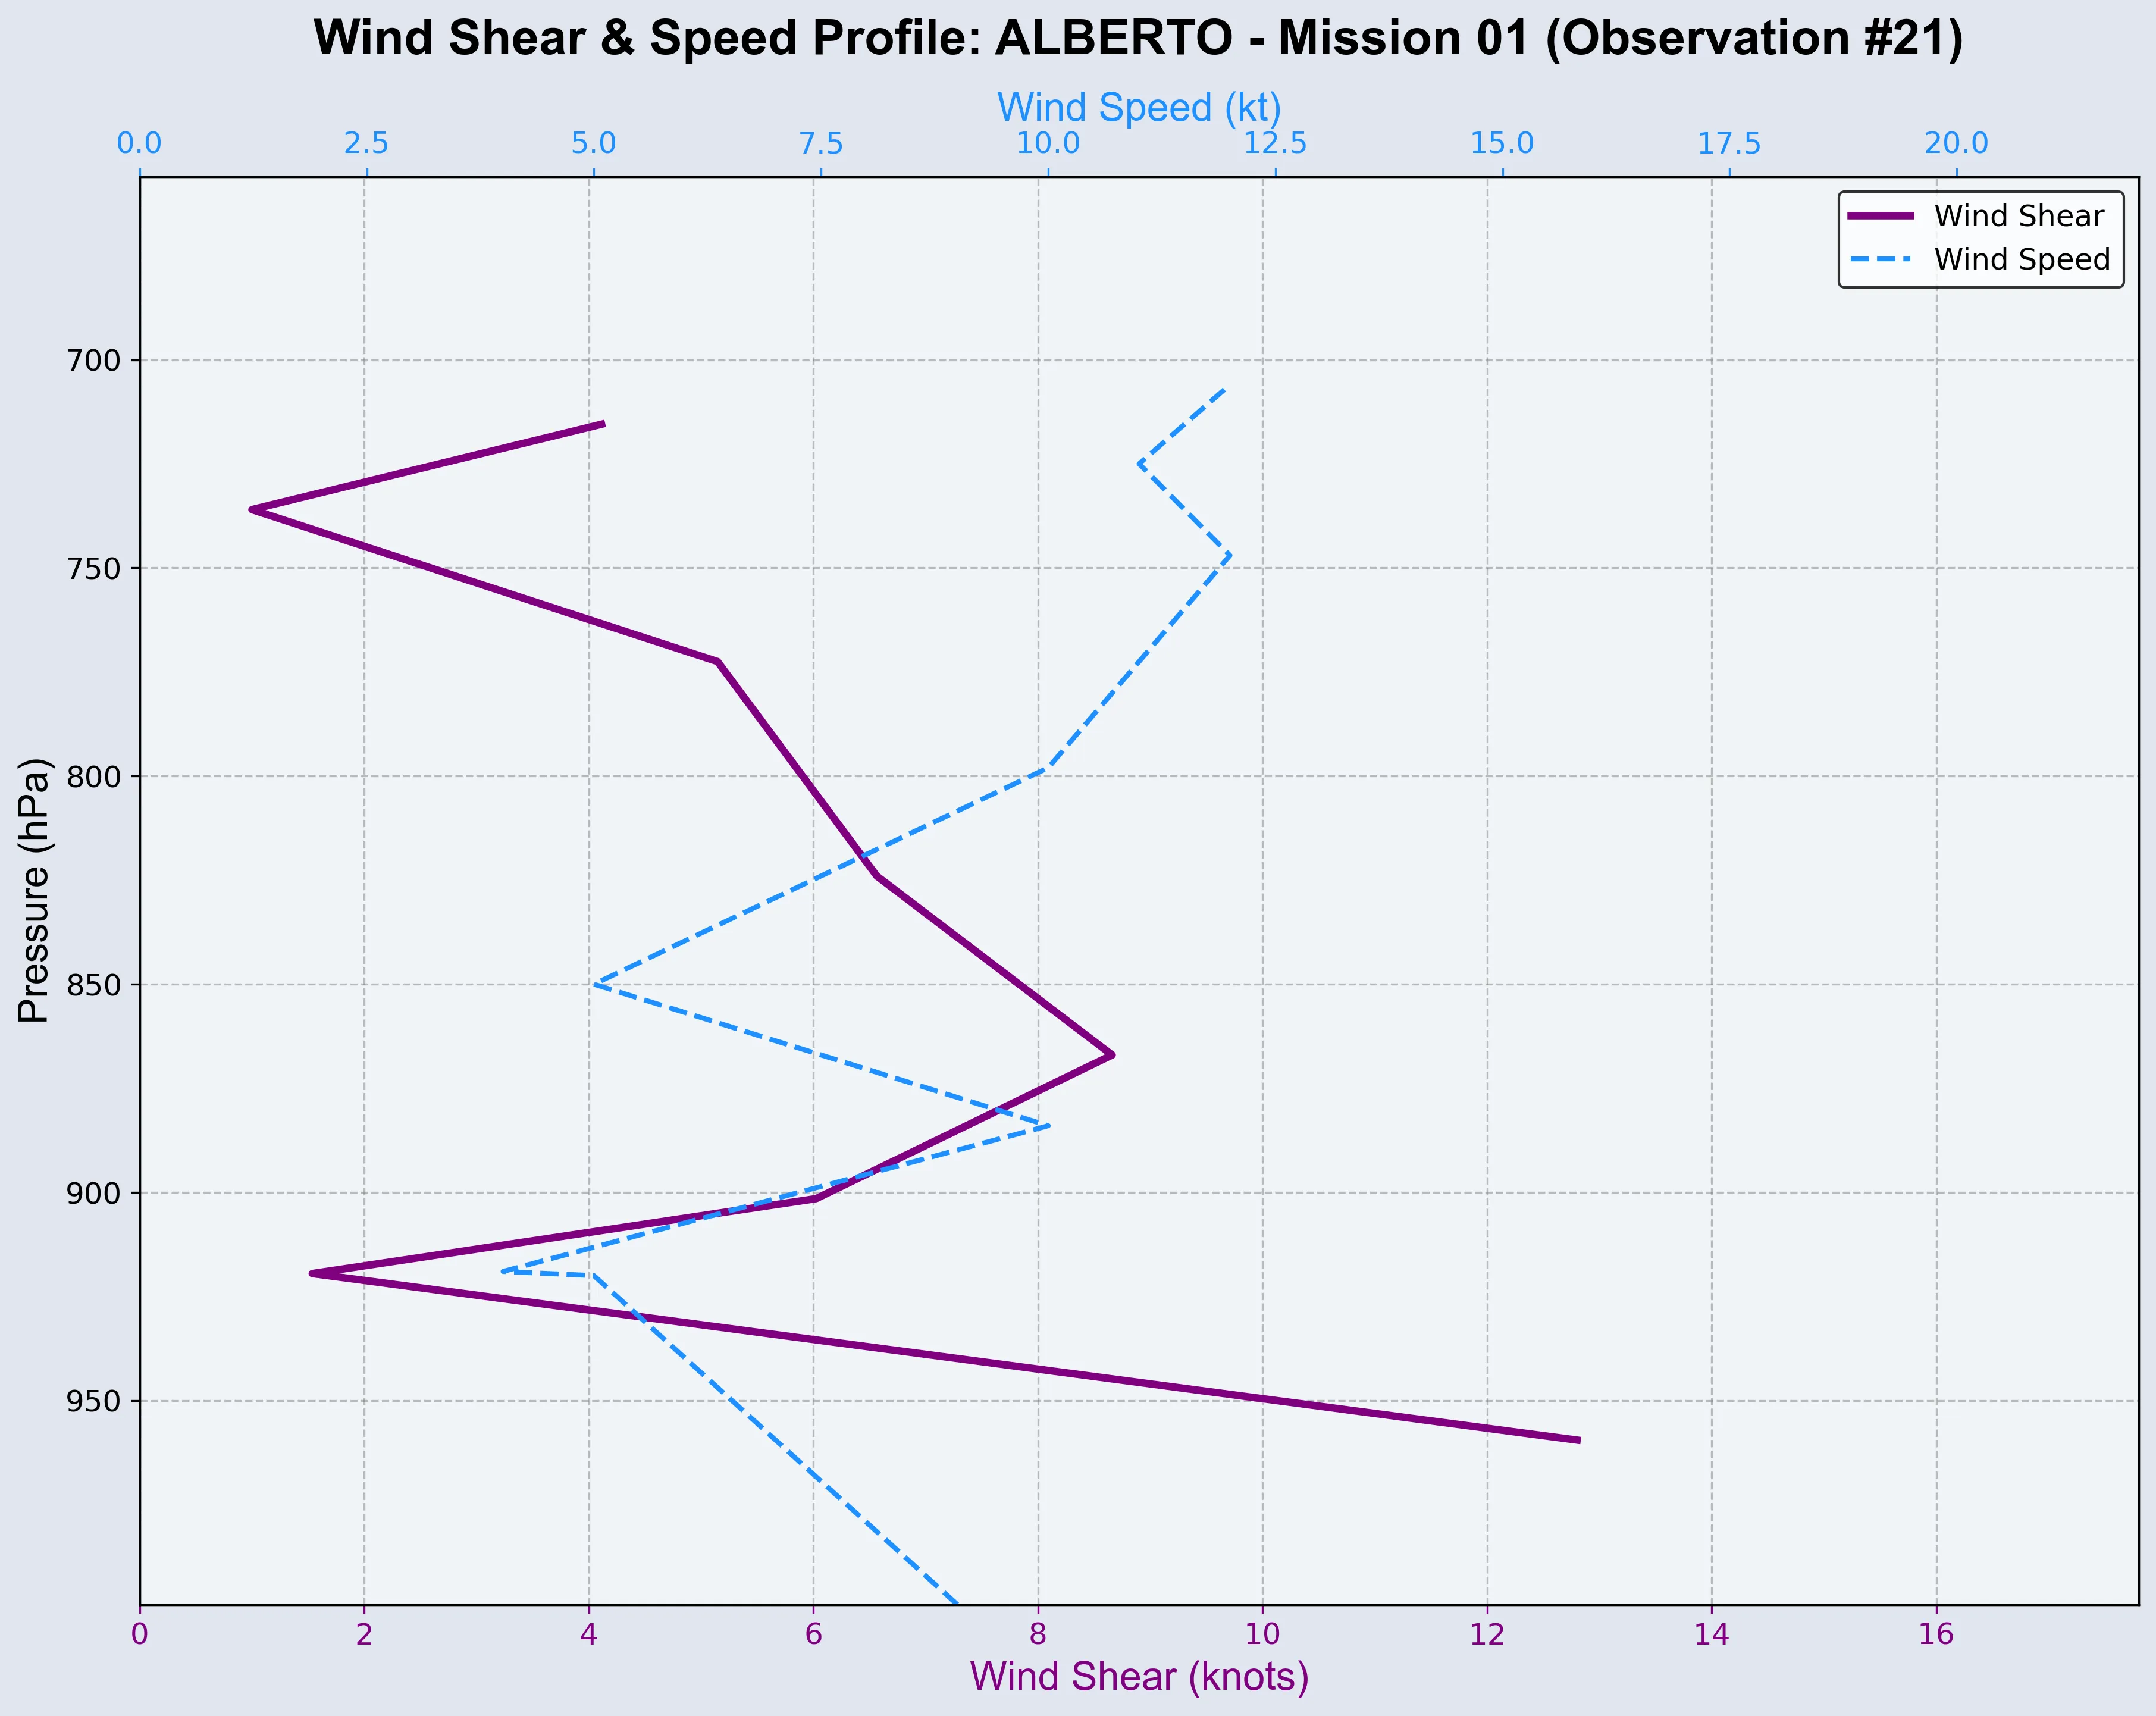 Wind Shear & Speed Profile: ALBERTO - Mission 01 (Observation #21)
Wind Speed (kt)
0.0 2.5 5.0 7.5 10.0 12.5 15.0 17.5 20.0
Wind Shear
Wind Speed
Pressure (hPa)
700
750
800
850
900
950
0 2 4 6 8 10 12 14 16
Wind Shear (knots)